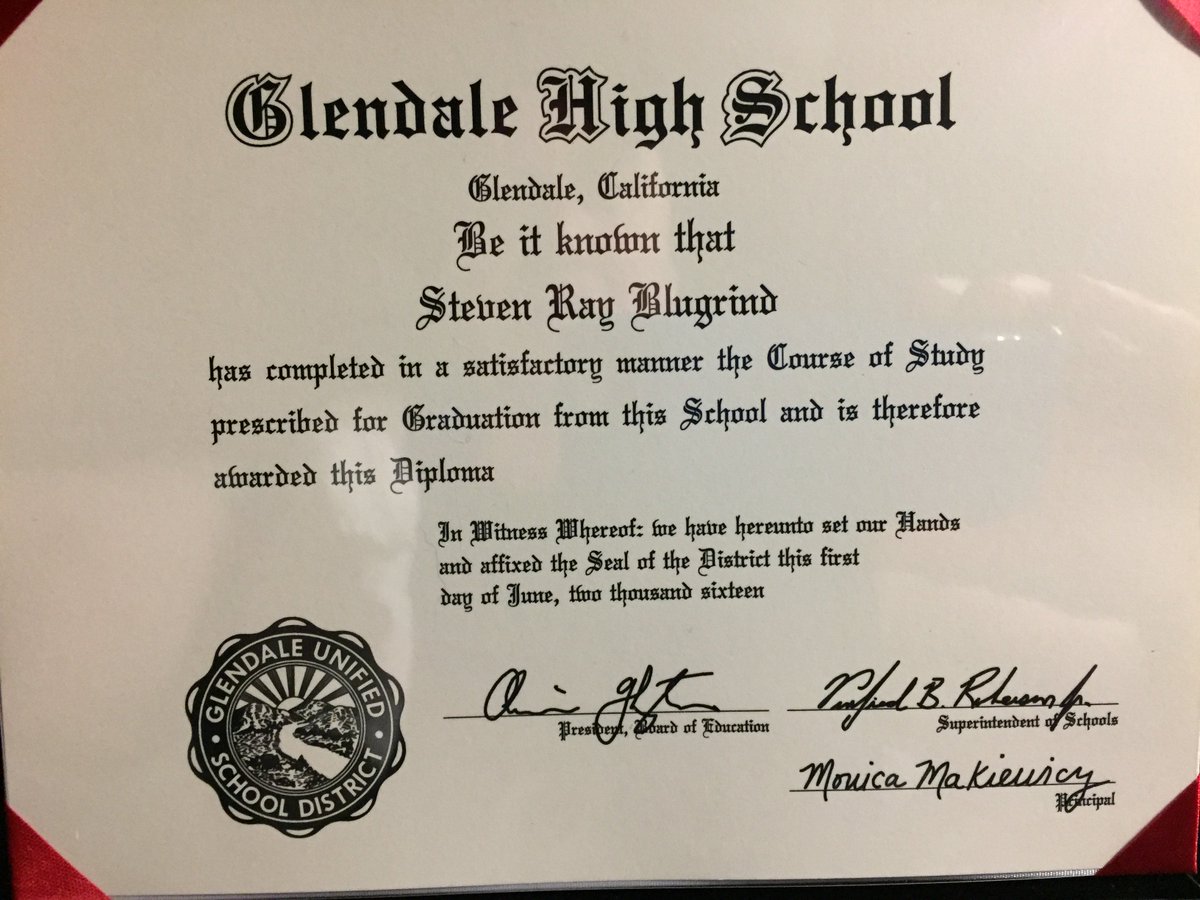 Glendale High School
Glendale, California
Be it known that
Steven Ray Blugrind
has completed in a satisfactory manner the Course of Study
prescribed for Graduation from this School and is therefore
awarded this Diploma
In Witness Whereof: we have hereunto set our Hands
and affixed the Seal of the District this first
day of June, two thousand sixteen
GLENDALE UNIFIED
SCHOOL DISTRICT
President, Board of Education
B.
Superintendent of Schools
Monica Makiewicz
Principal